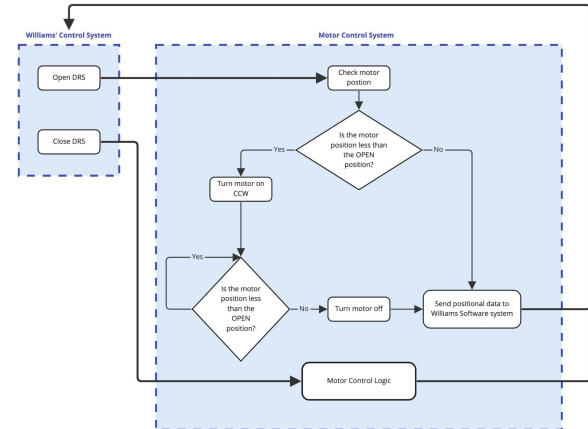 Williams' Control System
Motor Control System
Open DRS
Check motor
postion
Close DRS
Is the motor
position less than
the OPEN
position?
Yes
No
Turn motor on
CCW
Yes
Is the motor
position less
than the
OPEN
position?
No
Turn motor off
Send positional data to
Williams Software system
Motor Control Logic